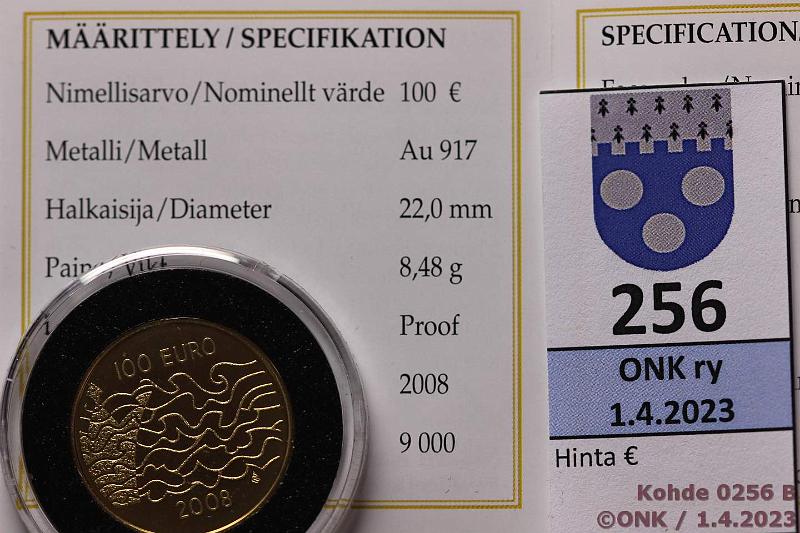 MÄÄRITTELY / SPECIFIKATION
Nimellisarvo/Nominellt värde 100 €
Metalli/Metall Au 917
Halkaisija/Diameter 22,0 mm
8,48 g
Proof
2008
9 000
100 EURO
2008
SPECIFICATION
256
ONK ry
1.4.2023
Hinta €
Kohde 0256 B
©ONK / 1.4.2023